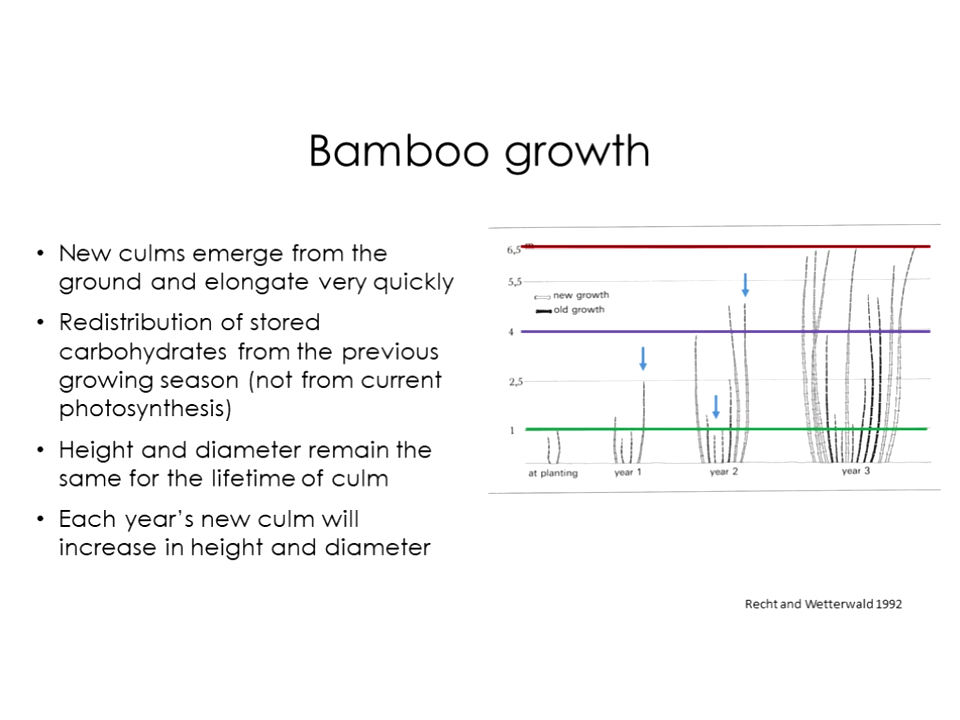 Bamboo growth
• New culms emerge from the
ground and elongate very quickly
• Redistribution of stored
carbohydrates from the previous
growing season (not from current
photosynthesis)
• Height and diameter remain the
same for the lifetime of culm
• Each year’s new culm will
increase in height and diameter
6,5 m
5,5
new growth
old growth
4
2,5
1
at planting year 1 year 2 year 3
Recht and Wetterwald 1992